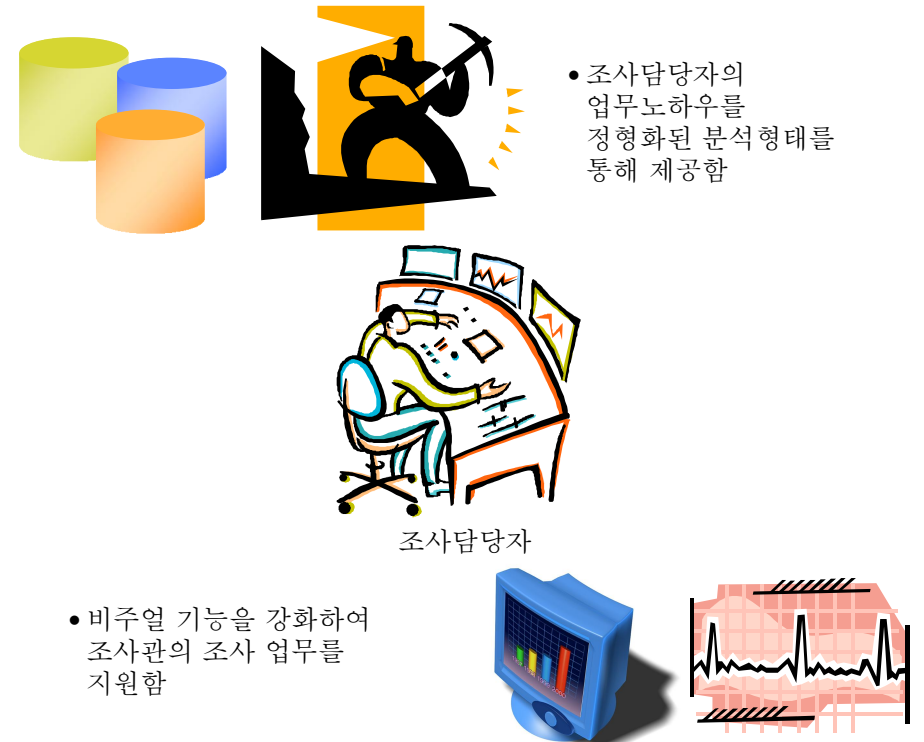 • 조사담당자의
업무노하우를
정형화된 분석형태를
통해 제공함
조사담당자
• 비주얼 기능을 강화하여
조사관의 조사 업무를
지원함